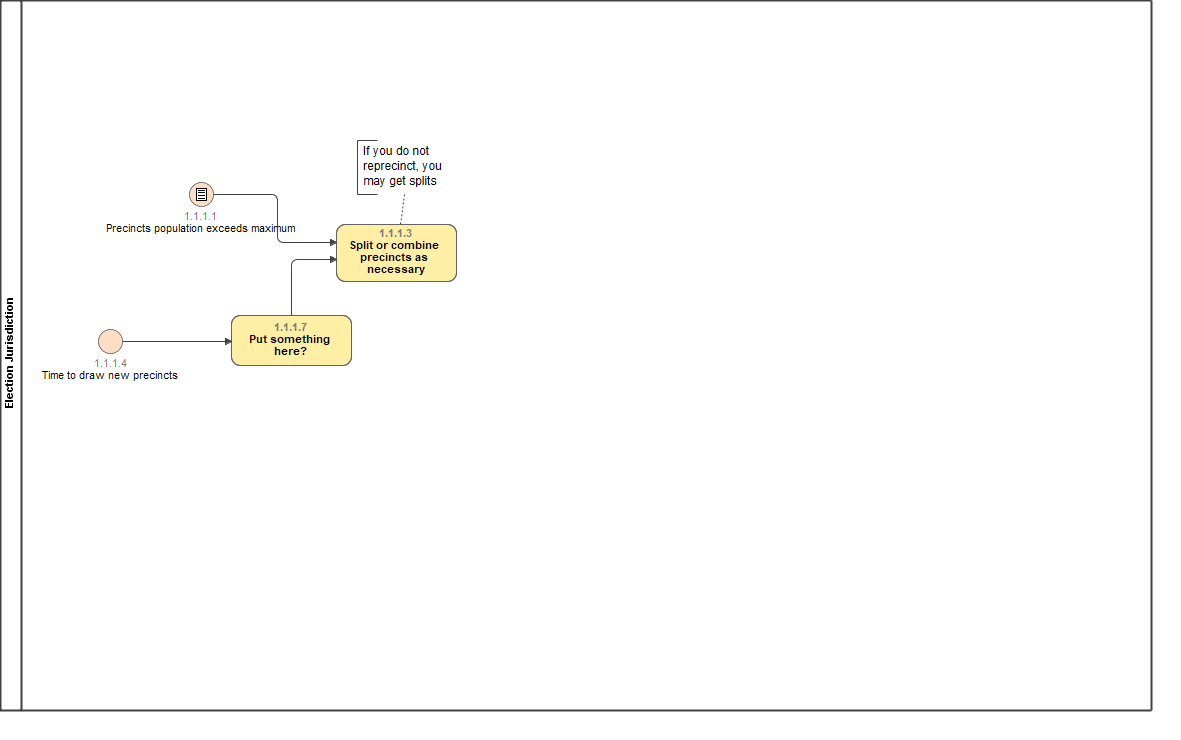 Election Jurisdiction
If you do not
reprecinct, you
may get splits
1.1.1.1
Precincts population exceeds maximum
1.1.1.3
Split or combine
precincts as
necessary
1.1.1.7
Put something
here?
1.1.1.4
Time to draw new precincts